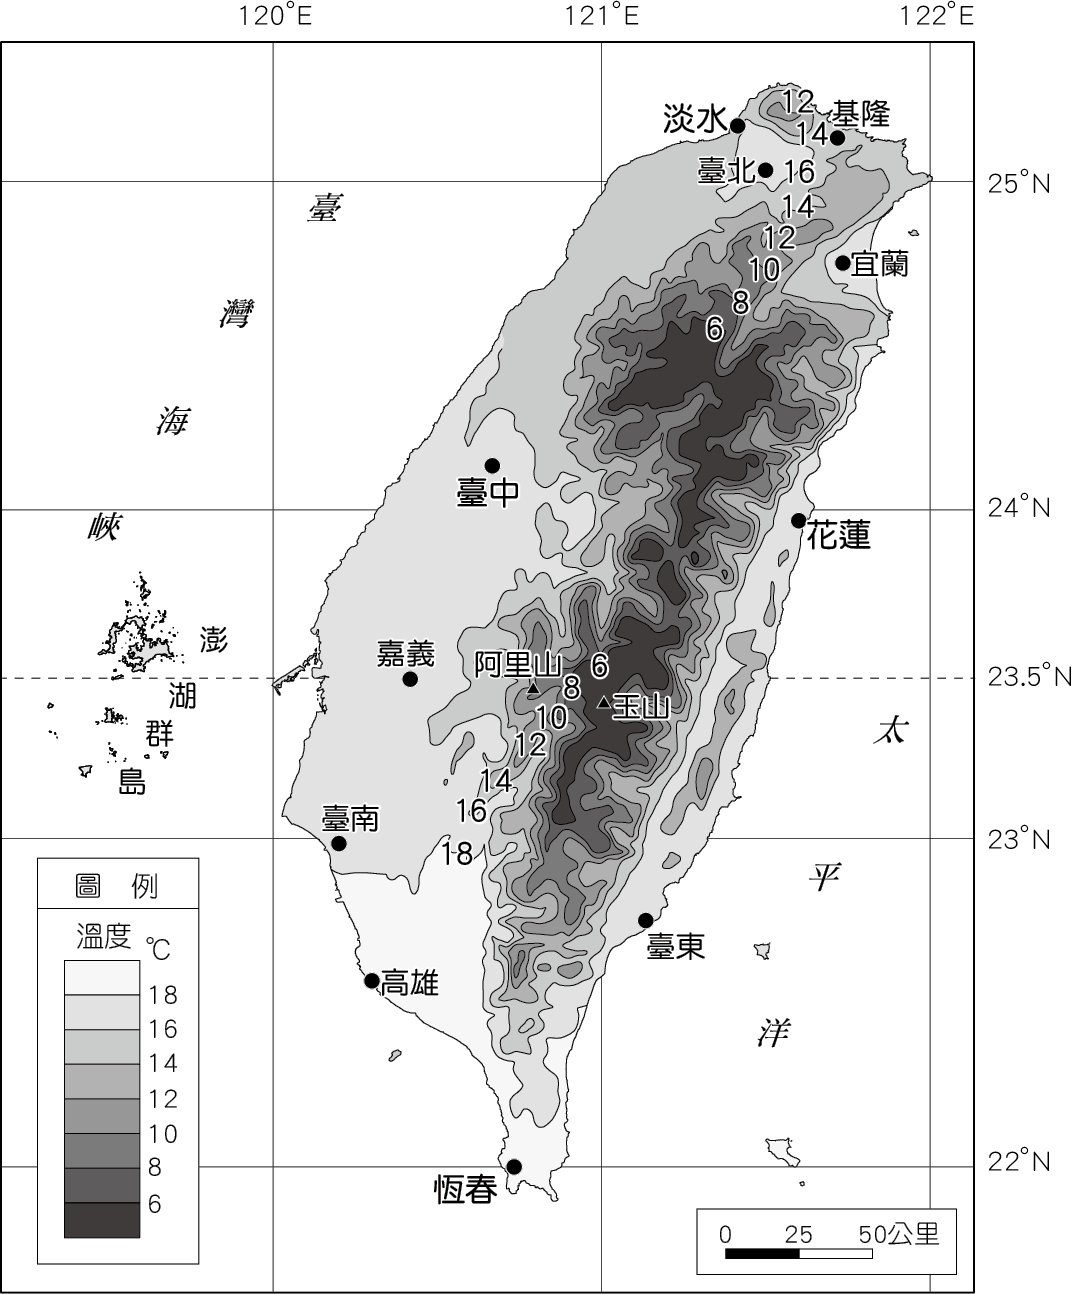 120°E
121°E
122°E
淡水
12
基隆
14
臺北
16
25°N
14
臺
12
10
宜蘭
8
灣
6
海
臺中
24°N
峽
花蓮
澎
嘉義
阿里山
6
23.5°N
8
湖
玉山
10
群
太
12
島
14
16
臺南
18
23°N
平
圖 例
溫度 ℃
18
16
14
12
10
8
6
臺東
高雄
洋
22°N
恆春
0 25 50公里